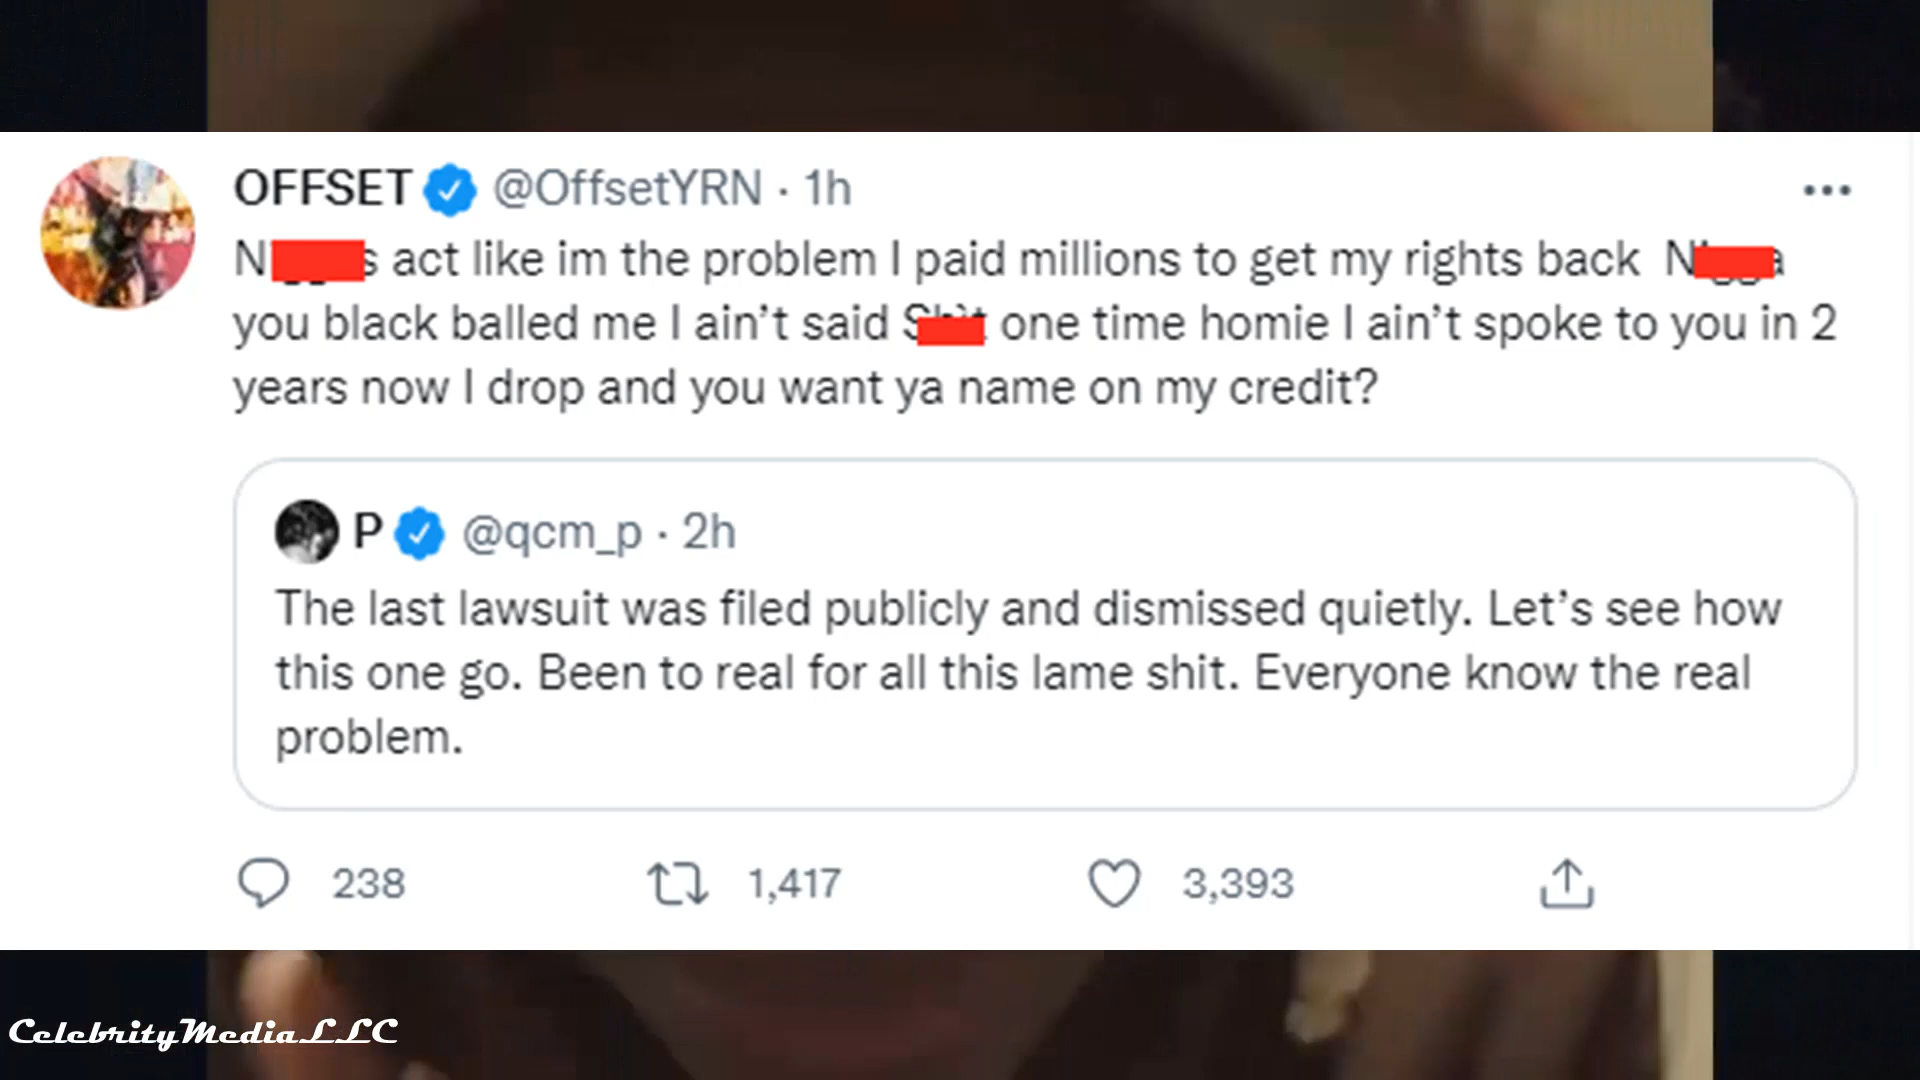 OFFSET @OffsetYRN · 1h
act like im the problem I paid millions to get my rights back
you black balled me I ain't said one time homie I ain't spoke to you in 2
years now I drop and you want ya name on my credit?
P @qcm_p · 2h
The last lawsuit was filed publicly and dismissed quietly. Let's see how
this one go. Been to real for all this lame shit. Everyone know the real
problem.
238 1,417 3,393
CelebrityMediaLLC